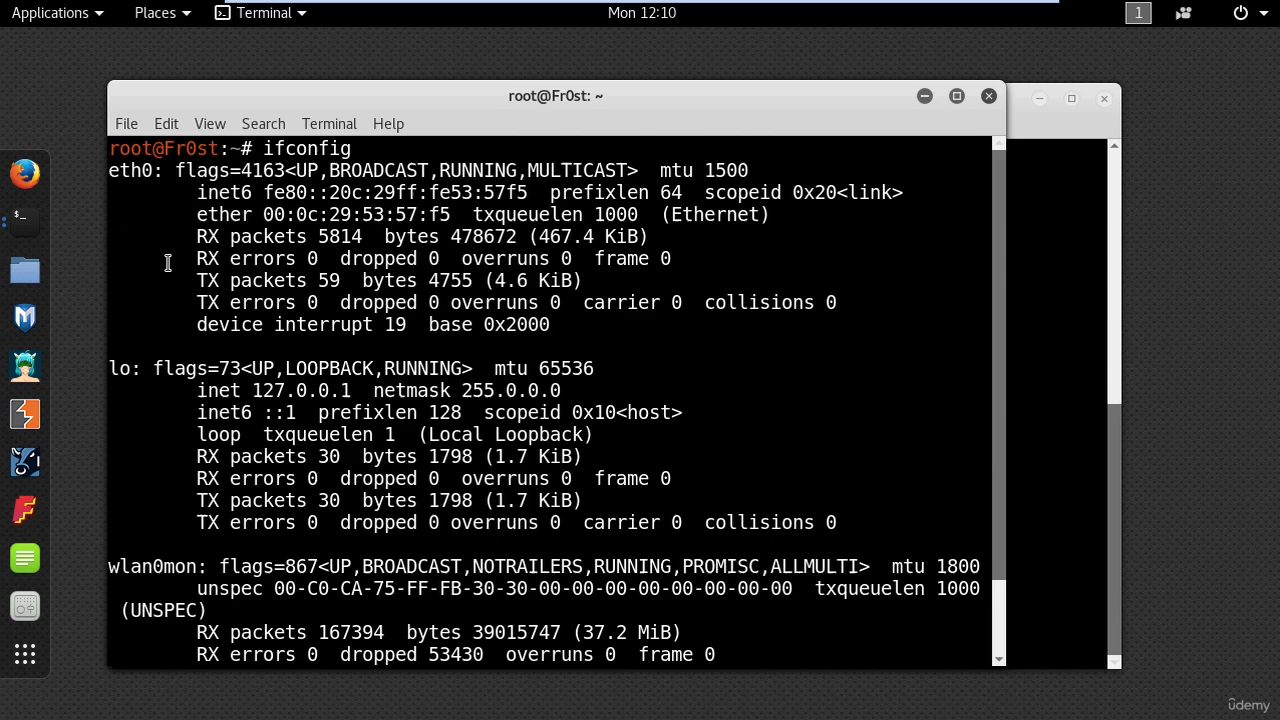 Applications Places Terminal Mon 12:10 1
root@Fr0st: ~
File Edit View Search Terminal Help
root@Fr0st:~# ifconfig
eth0: flags=4163<UP,BROADCAST,RUNNING,MULTICAST>  mtu 1500
        inet6 fe80::20c:29ff:fe53:57f5  prefixlen 64  scopeid 0x20<link>
        ether 00:0c:29:53:57:f5  txqueuelen 1000  (Ethernet)
        RX packets 5814  bytes 478672 (467.4 KiB)
        RX errors 0  dropped 0  overruns 0  frame 0
        TX packets 59  bytes 4755 (4.6 KiB)
        TX errors 0  dropped 0 overruns 0  carrier 0  collisions 0
        device interrupt 19  base 0x2000
lo: flags=73<UP,LOOPBACK,RUNNING>  mtu 65536
        inet 127.0.0.1  netmask 255.0.0.0
        inet6 ::1  prefixlen 128  scopeid 0x10<host>
        loop  txqueuelen 1  (Local Loopback)
        RX packets 30  bytes 1798 (1.7 KiB)
        RX errors 0  dropped 0  overruns 0  frame 0
        TX packets 30  bytes 1798 (1.7 KiB)
        TX errors 0  dropped 0 overruns 0  carrier 0  collisions 0
wlan0mon: flags=867<UP,BROADCAST,NOTRAILERS,RUNNING,PROMISC,ALLMULTI>  mtu 1800
        unspec 00-C0-CA-75-FF-FB-30-30-00-00-00-00-00-00-00-00  txqueuelen 1000
 (UNSPEC)
        RX packets 167394  bytes 39015747 (37.2 MiB)
        RX errors 0  dropped 53430  overruns 0  frame 0
udemy